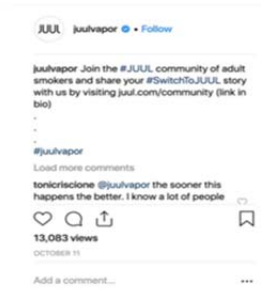 JUUL juulvapor • Follow
juulvapor Join the #JUUL community of adult
smokers and share your #SwitchToJUUL story
with us by visiting juul.com/community (link in
bio)
.
.
.
#juulvapor
Load more comments
tonicriscione @juulvapor the sooner this
happens the better. I know a lot of people
13,083 views
OCTOBER 11
Add a comment...